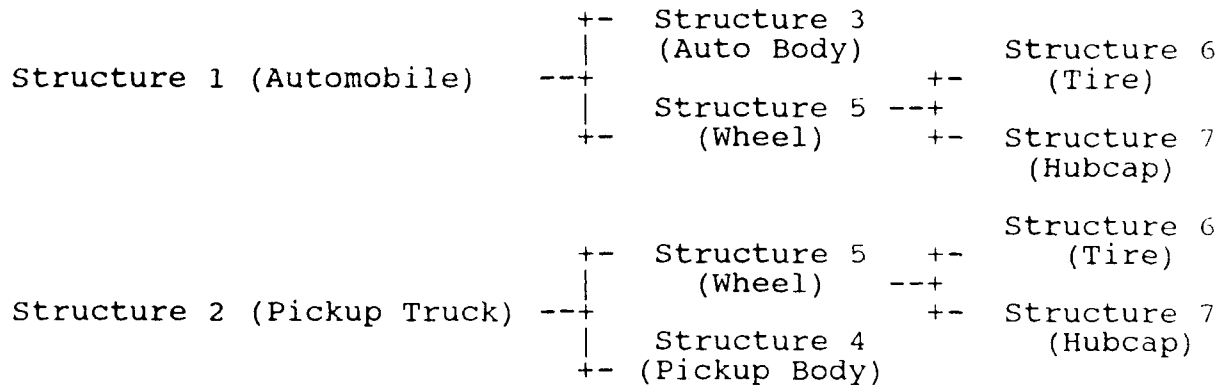 +- Structure 3
| (Auto Body) Structure 6
Structure 1 (Automobile) --+ +- (Tire)
| Structure 5 --+
+- (Wheel) +- Structure 7
(Hubcap)
Structure 6
+- Structure 5 +- (Tire)
| (Wheel) --+
Structure 2 (Pickup Truck) --+ +- Structure 7
| Structure 4 (Hubcap)
+- (Pickup Body)